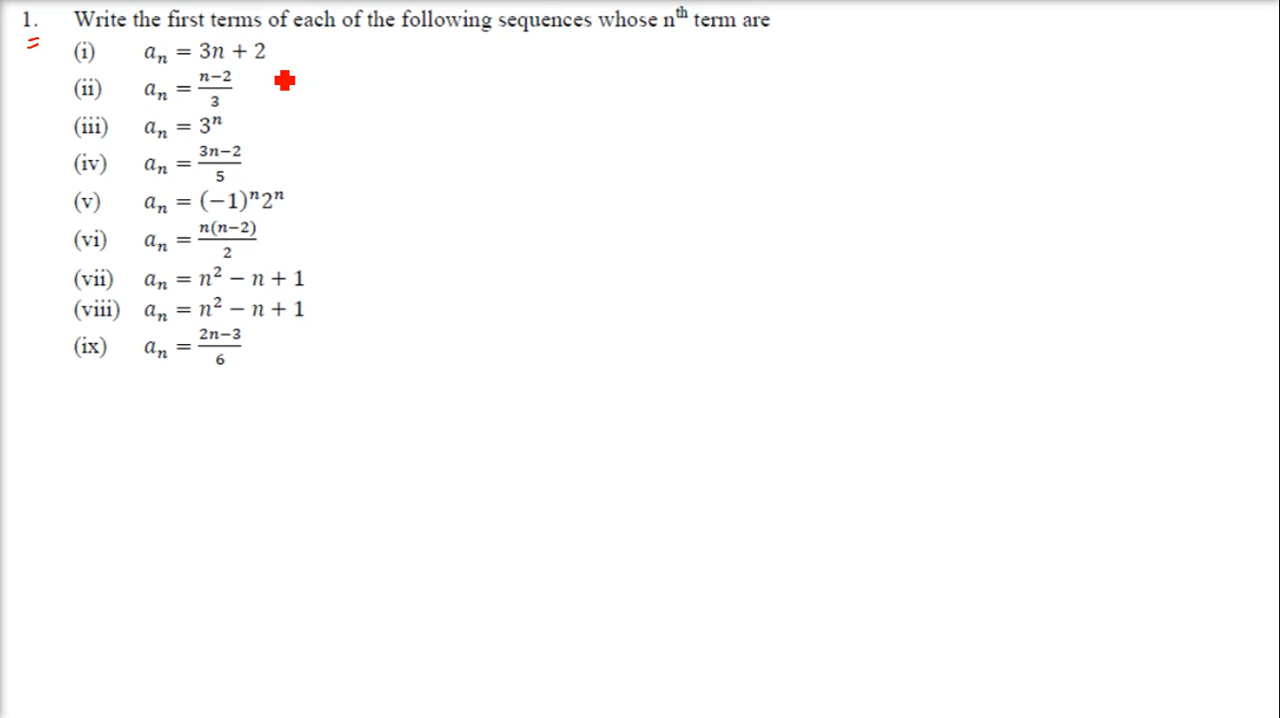 1. Write the first terms of each of the following sequences whose nᵗʰ term are
(i) aₙ = 3n + 2
(ii) aₙ = (n−2)/3
(iii) aₙ = 3ⁿ
(iv) aₙ = (3n−2)/5
(v) aₙ = (−1)ⁿ2ⁿ
(vi) aₙ = n(n−2)/2
(vii) aₙ = n² − n + 1
(viii) aₙ = n² − n + 1
(ix) aₙ = (2n−3)/6